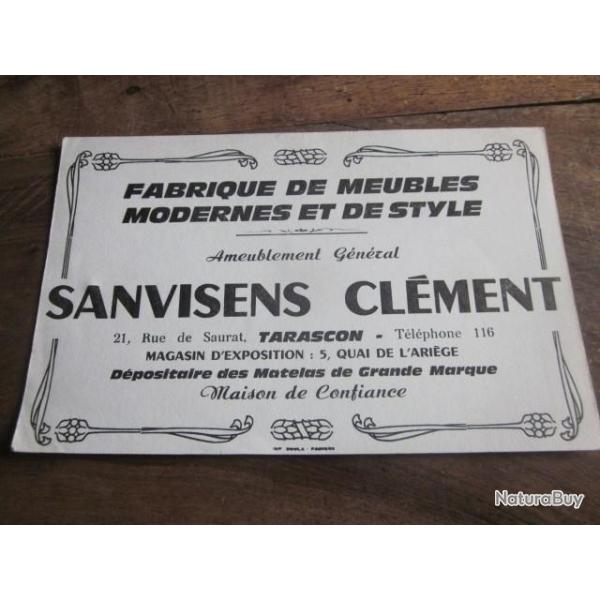 FABRIQUE DE MEUBLES
MODERNES ET DE STYLE
Ameublement Général
SANVISENS CLÉMENT
21, Rue de Saurat, TARASCON - Téléphone 116
MAGASIN D'EXPOSITION : 5, QUAI DE L'ARIÈGE
Dépositaire des Matelas de Grande Marque
Maison de Confiance
NaturaBuy